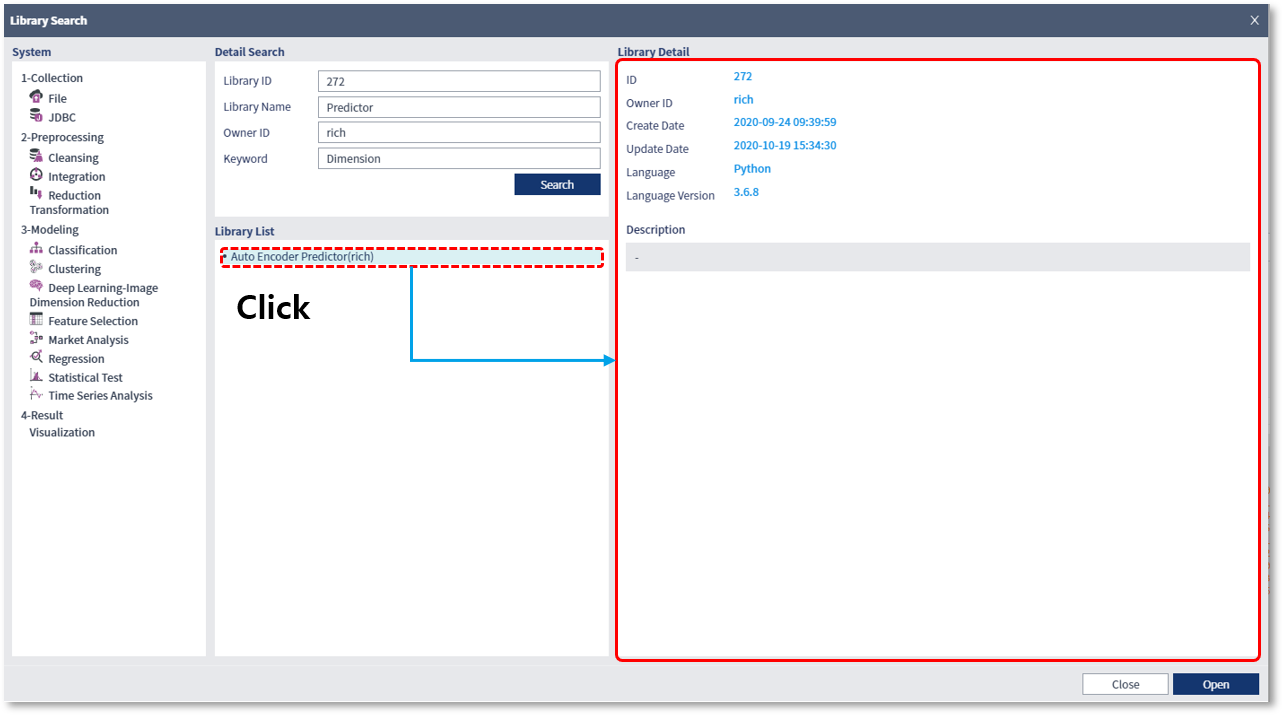 Library Search
X
System
1-Collection
File
JDBC
2-Preprocessing
Cleansing
Integration
Reduction
Transformation
3-Modeling
Classification
Clustering
Deep Learning-Image
Dimension Reduction
Feature Selection
Market Analysis
Regression
Statistical Test
Time Series Analysis
4-Result
Visualization
Detail Search
Library ID 272
Library Name Predictor
Owner ID rich
Keyword Dimension
Search
Library List
• Auto Encoder Predictor(rich)
Click
Library Detail
ID 272
Owner ID rich
Create Date 2020-09-24 09:39:59
Update Date 2020-10-19 15:34:30
Language Python
Language Version 3.6.8
Description
-
Close
Open